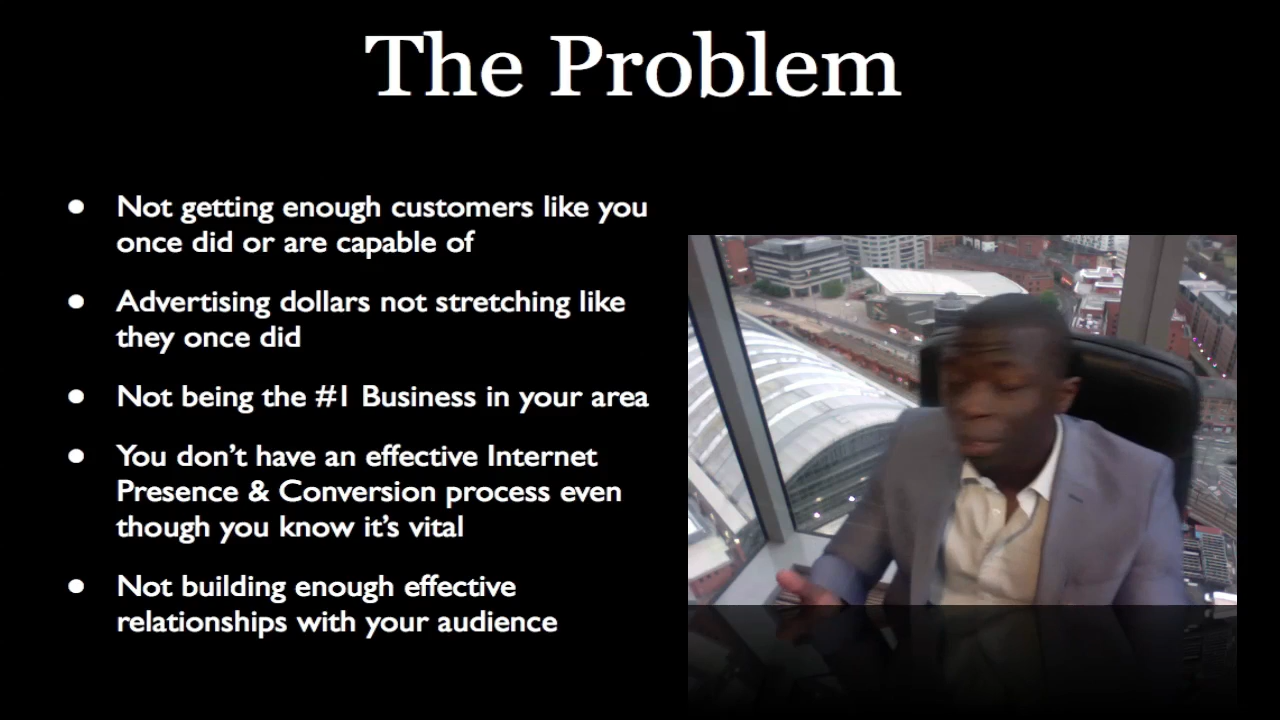 The Problem
• Not getting enough customers like you
once did or are capable of
• Advertising dollars not stretching like
they once did
• Not being the #1 Business in your area
• You don’t have an effective Internet
Presence & Conversion process even
though you know it’s vital
• Not building enough effective
relationships with your audience